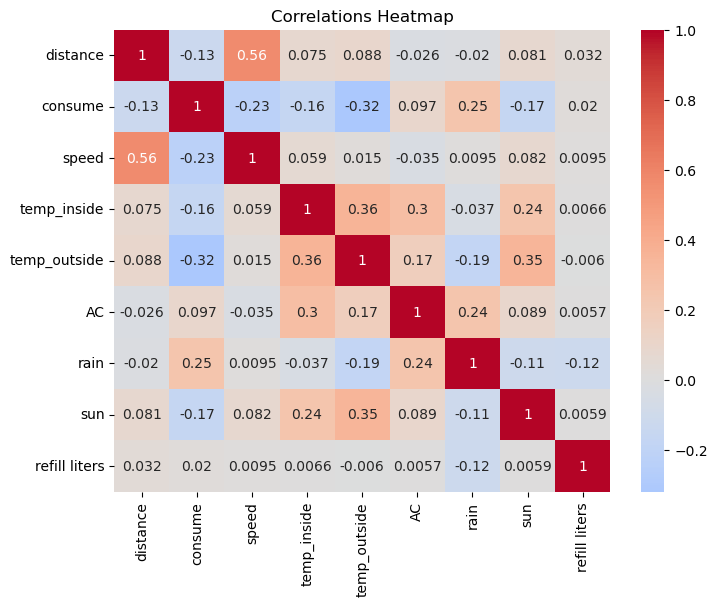 Correlations Heatmap
distance 1 -0.13 0.56 0.075 0.088 -0.026 -0.02 0.081 0.032
consume -0.13 1 -0.23 -0.16 -0.32 0.097 0.25 -0.17 0.02
speed 0.56 -0.23 1 0.059 0.015 -0.035 0.0095 0.082 0.0095
temp_inside 0.075 -0.16 0.059 1 0.36 0.3 -0.037 0.24 0.0066
temp_outside 0.088 -0.32 0.015 0.36 1 0.17 -0.19 0.35 -0.006
AC -0.026 0.097 -0.035 0.3 0.17 1 0.24 0.089 0.0057
rain -0.02 0.25 0.0095 -0.037 -0.19 0.24 1 -0.11 -0.12
sun 0.081 -0.17 0.082 0.24 0.35 0.089 -0.11 1 0.0059
refill liters 0.032 0.02 0.0095 0.0066 -0.006 0.0057 -0.12 0.0059 1
distance consume speed temp_inside temp_outside AC rain sun refill liters
1.0
0.8
0.6
0.4
0.2
0.0
−0.2